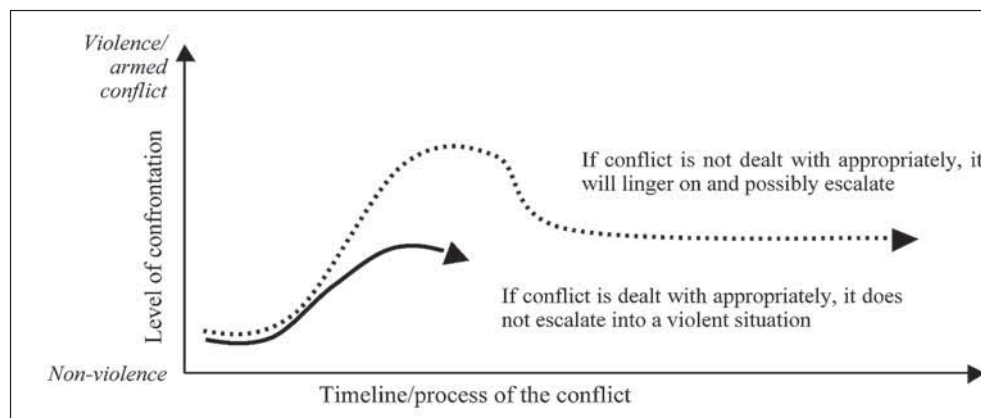 Violence/
armed
conflict
Level of confrontation
If conflict is not dealt with appropriately, it
will linger on and possibly escalate
If conflict is dealt with appropriately, it does
not escalate into a violent situation
Non-violence
Timeline/process of the conflict